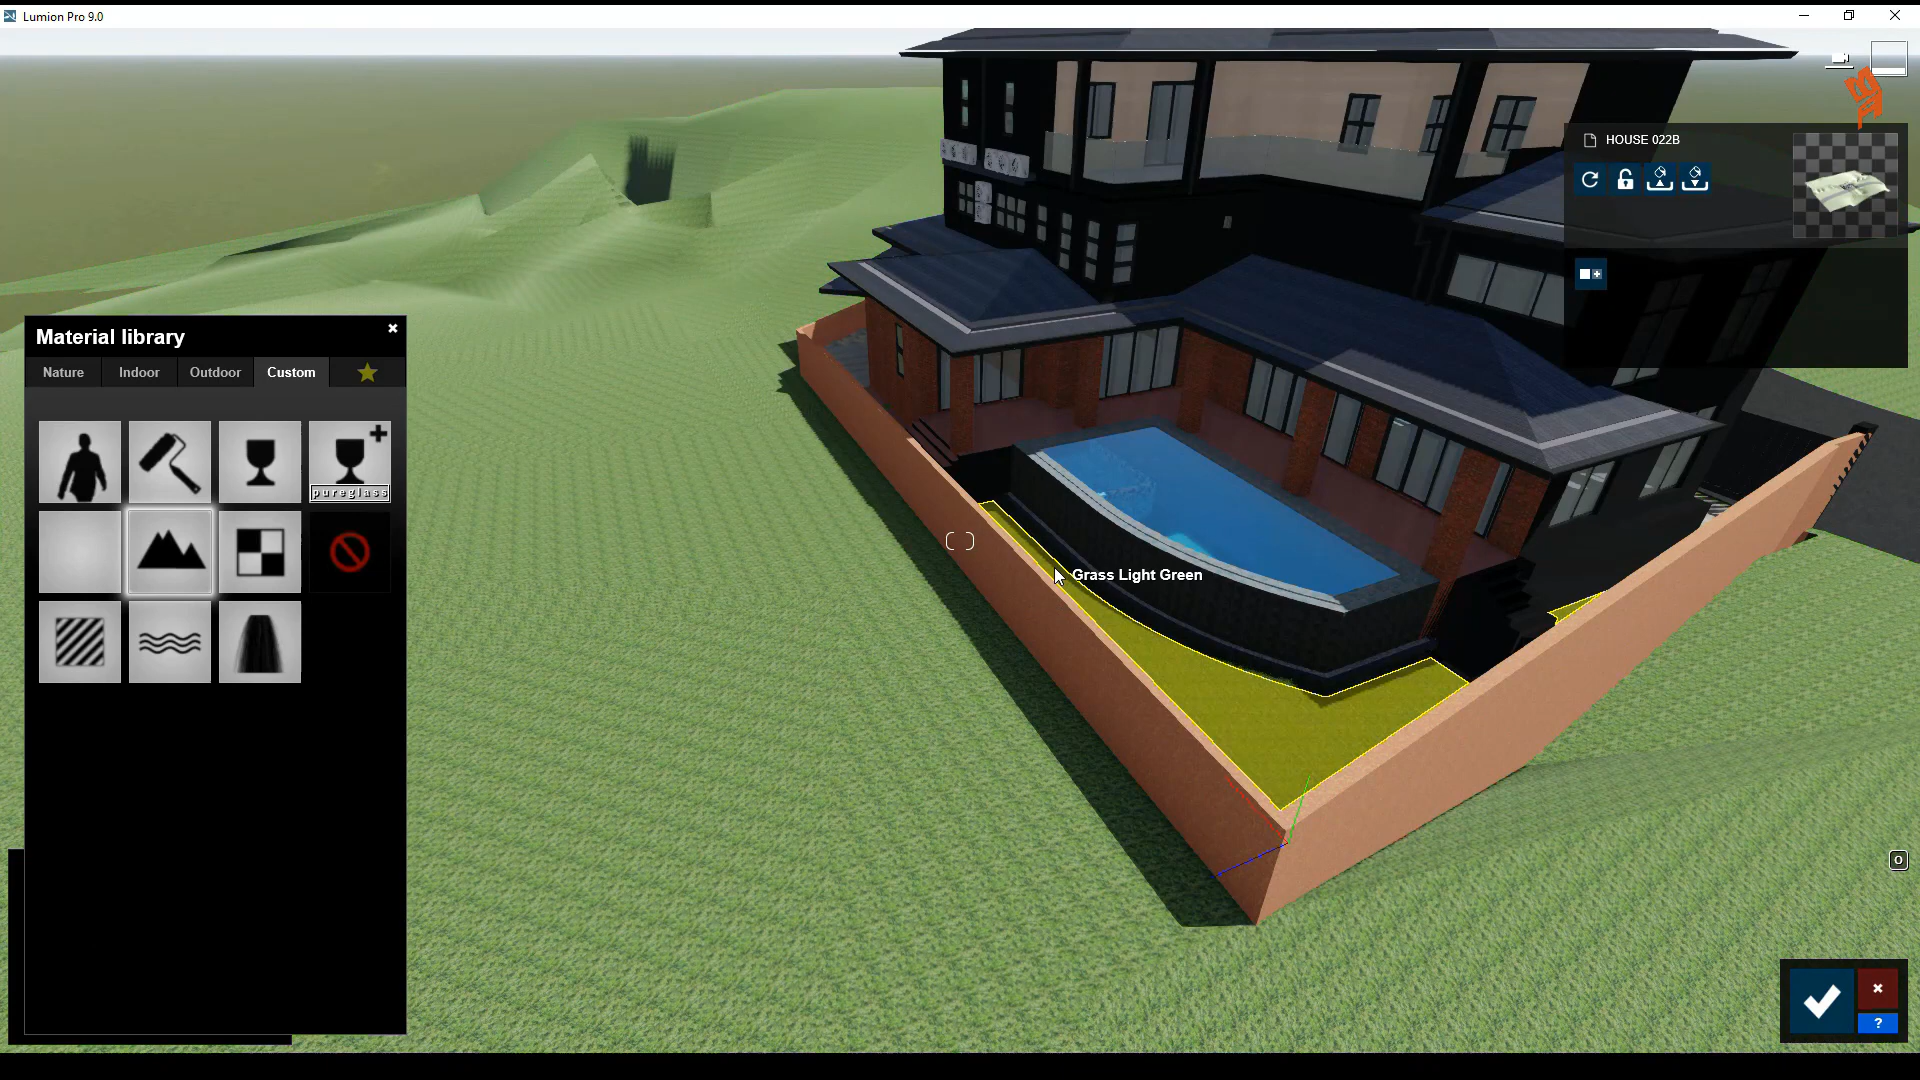 Lumion Pro 9.0
HOUSE 022B
Material library
Nature
Indoor
Outdoor
Custom
pureglass
Grass Light Green
O
?